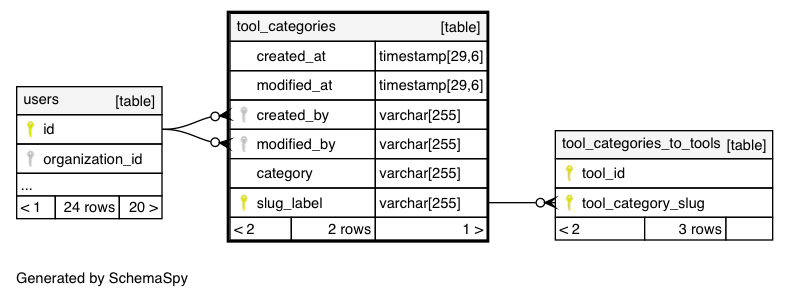 tool_categories [table]
created_at timestamp[29,6]
modified_at timestamp[29,6]
created_by varchar[255]
modified_by varchar[255]
category varchar[255]
slug_label varchar[255]
< 2 2 rows 1 >
users [table]
id
organization_id
...
< 1 24 rows 20 >
tool_categories_to_tools [table]
tool_id
tool_category_slug
< 2 3 rows
Generated by SchemaSpy